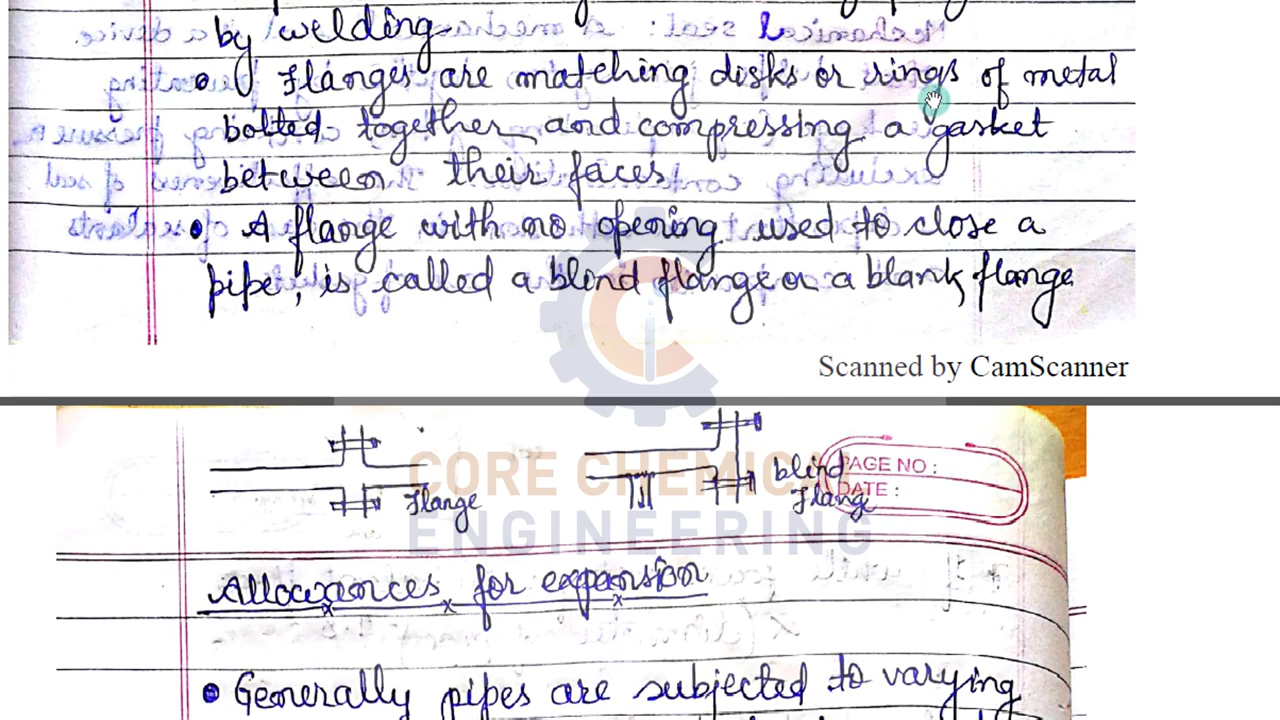 by welding
• Flanges are matching disks or rings of metal
bolted together and compressing a gasket
between their faces
• A flange with no opening used to close a
pipe, is called a blind flange or a blank flange
Scanned by CamScanner
CORE CHEMICAL
ENGINEERING
Flange
blind
Flang
PAGE NO :
DATE :
Allowances for expansion
• Generally pipes are subjected to varying